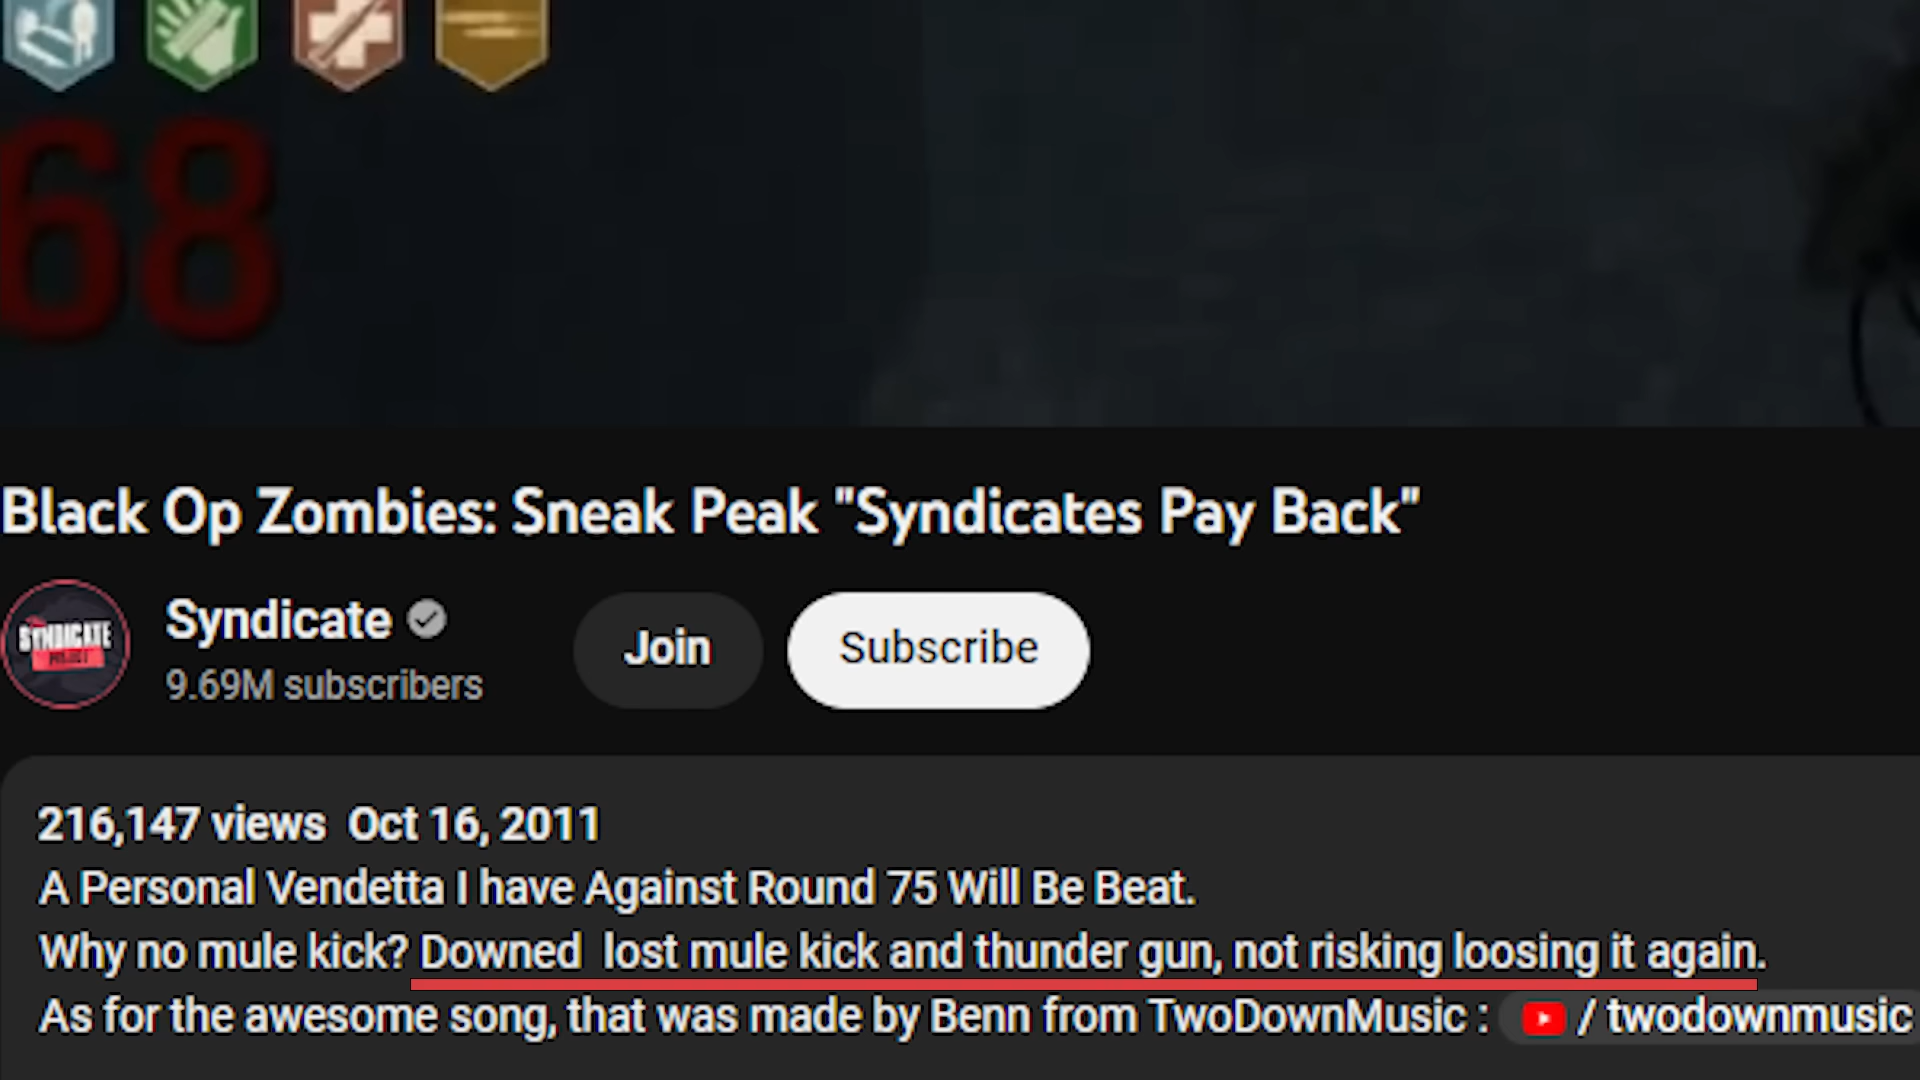 68
Black Op Zombies: Sneak Peak "Syndicates Pay Back"
SYNDICATE
PROJECT
Syndicate
9.69M subscribers
Join
Subscribe
216,147 views Oct 16, 2011
A Personal Vendetta I have Against Round 75 Will Be Beat.
Why no mule kick? Downed lost mule kick and thunder gun, not risking loosing it again.
As for the awesome song, that was made by Benn from TwoDownMusic : / twodownmusic